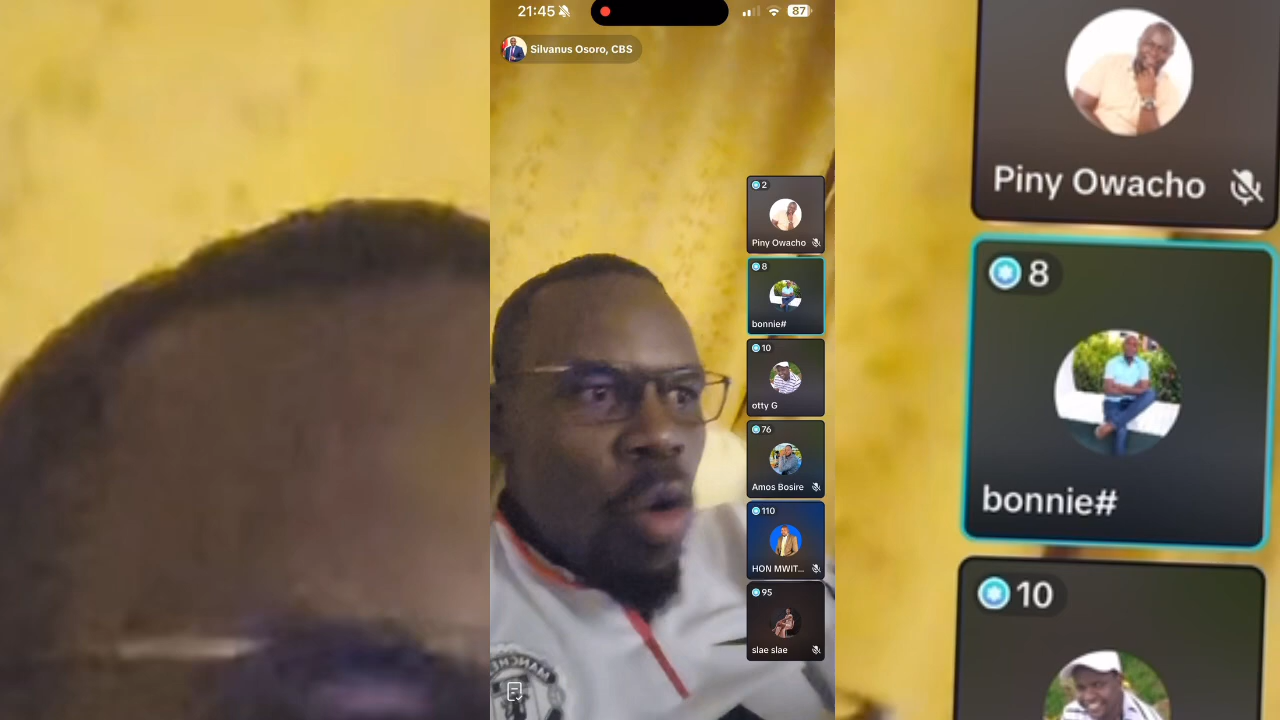 21:45
87
Silvanus Osoro, CBS
2
Piny Owacho
8
bonnie#
10
otty G
76
Amos Bosire
110
HON MWIT...
95
slae slae
MANCHE
Piny Owacho
8
bonnie#
10